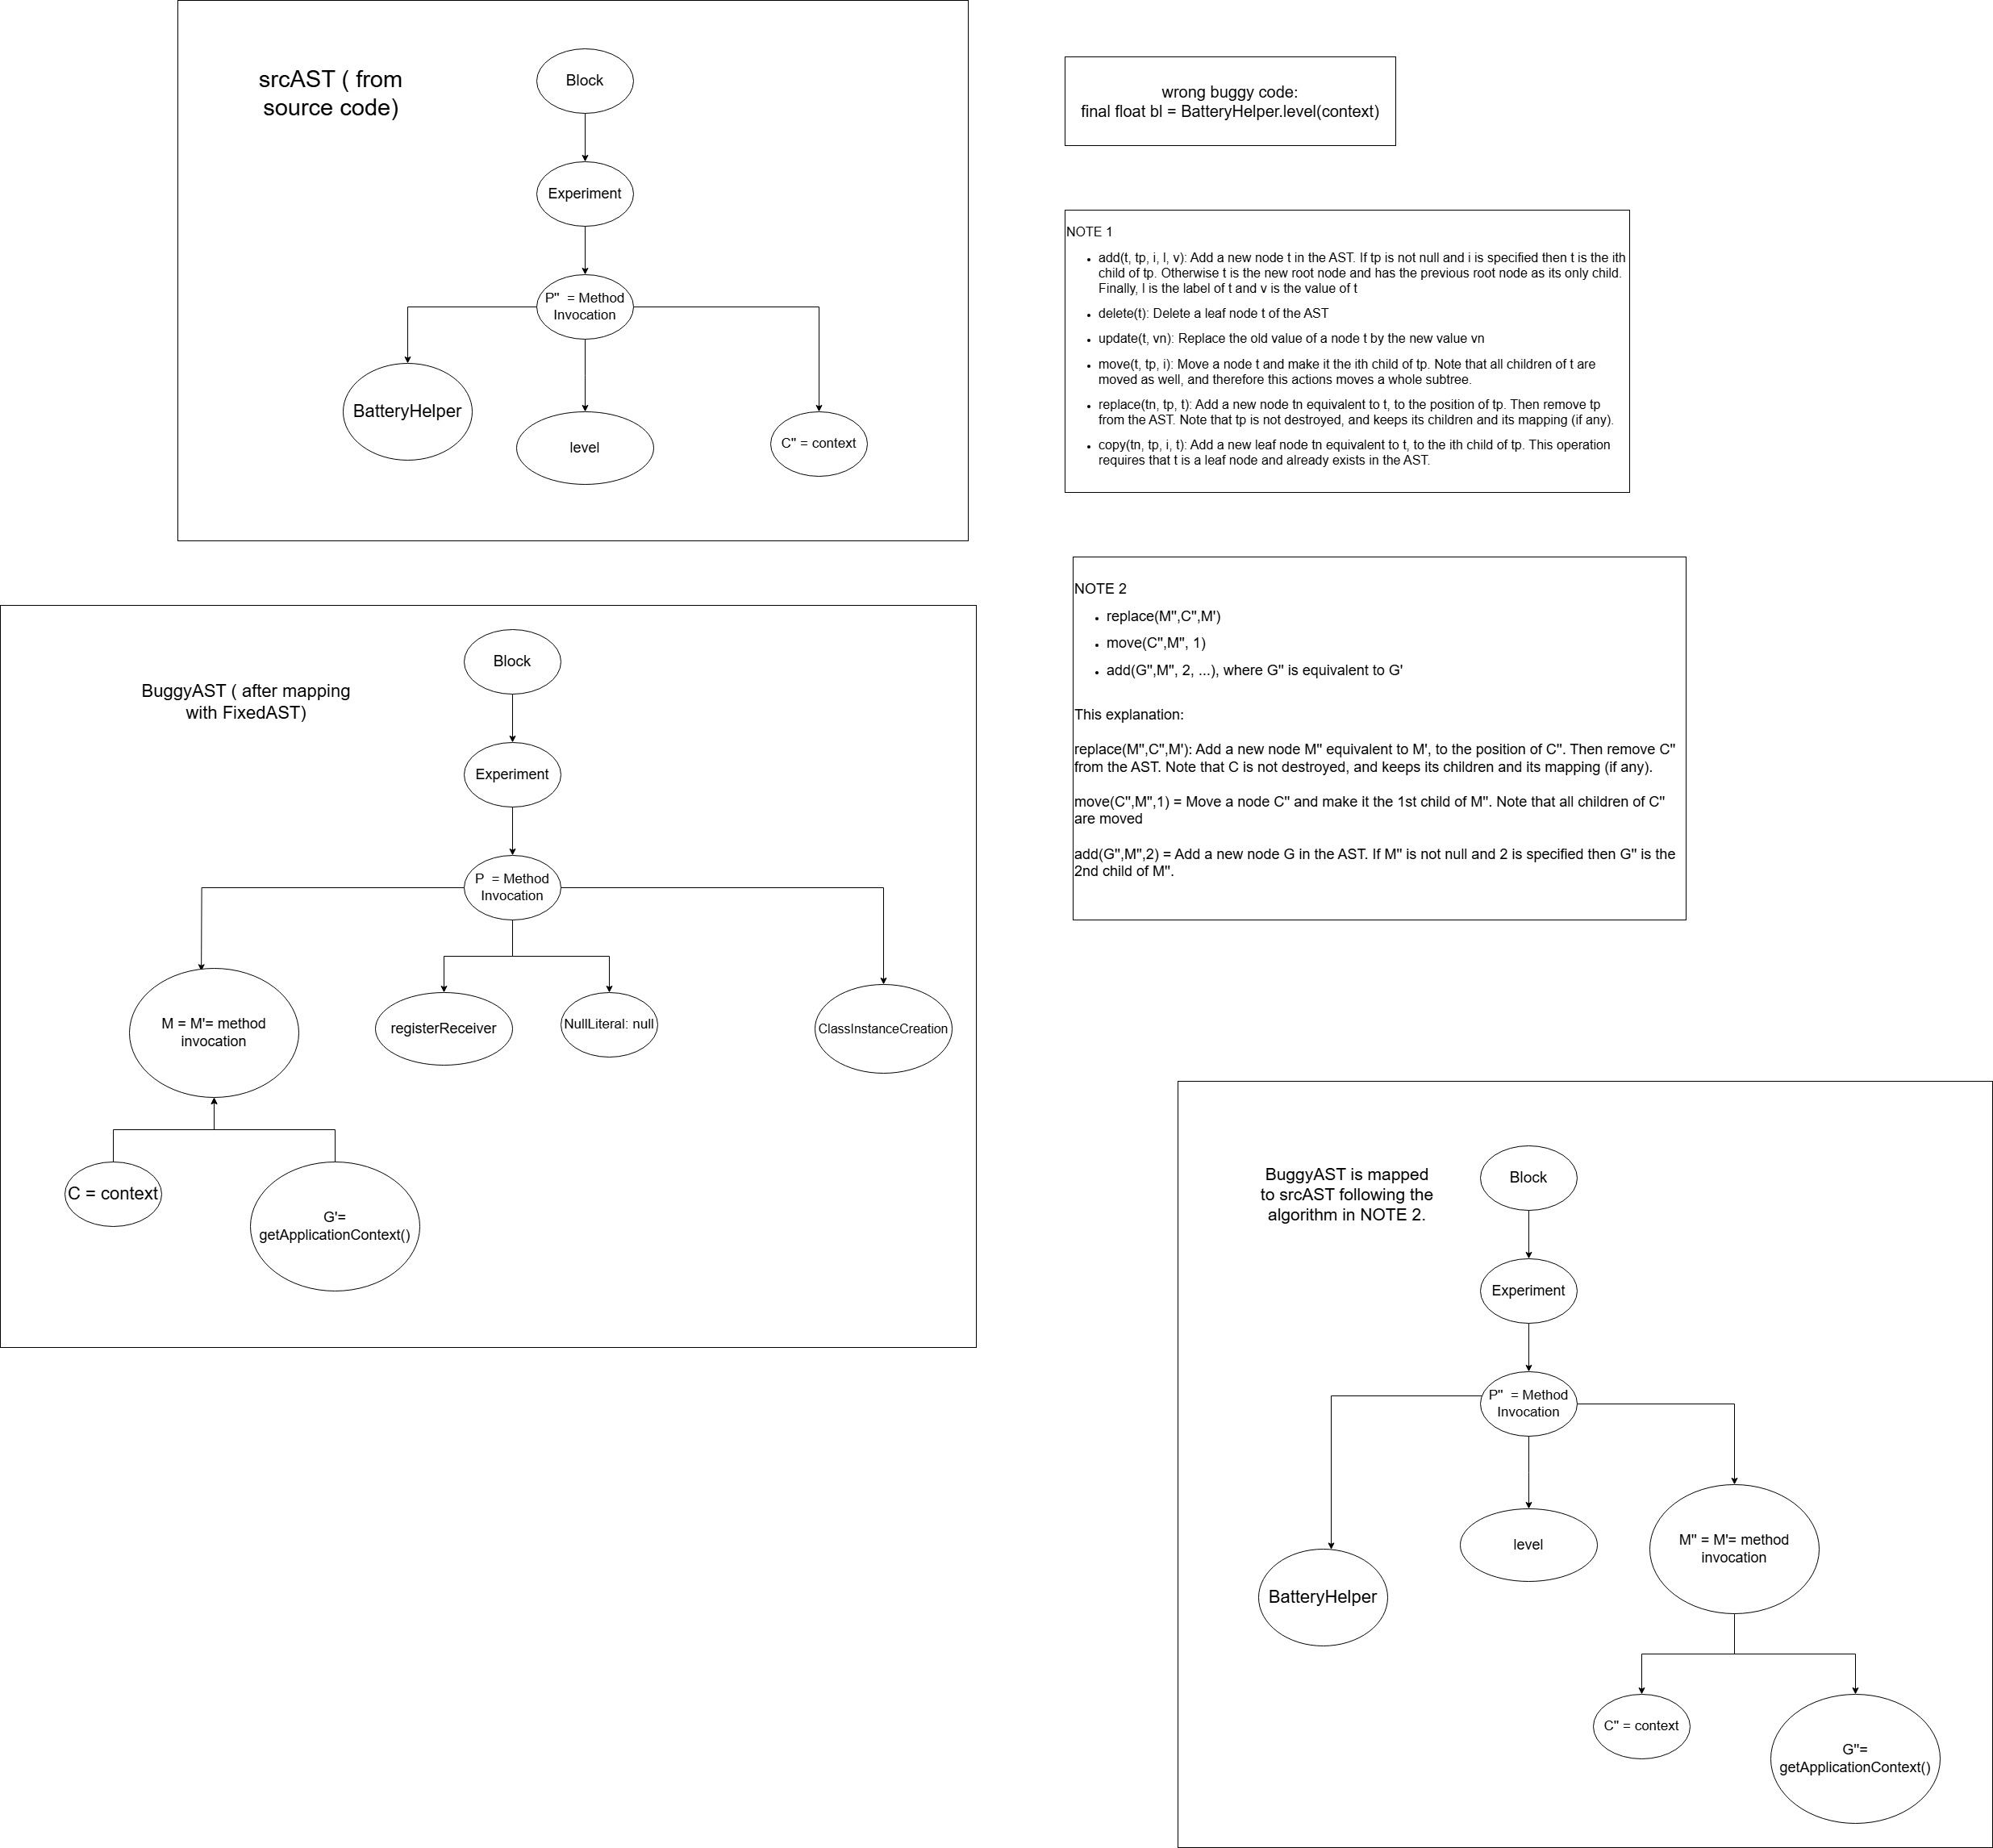 srcAST ( from
source code)
Block
Experiment
P"  = Method
Invocation
BatteryHelper
level
C" = context
wrong buggy code:
final float bl = BatteryHelper.level(context)
NOTE 1
• add(t, tp, i, l, v): Add a new node t in the AST. If tp is not null and i is specified then t is the ith
child of tp. Otherwise t is the new root node and has the previous root node as its only child.
Finally, l is the label of t and v is the value of t
• delete(t): Delete a leaf node t of the AST
• update(t, vn): Replace the old value of a node t by the new value vn
• move(t, tp, i): Move a node t and make it the ith child of tp. Note that all children of t are
moved as well, and therefore this actions moves a whole subtree.
• replace(tn, tp, t): Add a new node tn equivalent to t, to the position of tp. Then remove tp
from the AST. Note that tp is not destroyed, and keeps its children and its mapping (if any).
• copy(tn, tp, i, t): Add a new leaf node tn equivalent to t, to the ith child of tp. This operation
requires that t is a leaf node and already exists in the AST.
NOTE 2
• replace(M",C",M')
• move(C",M", 1)
• add(G",M", 2, ...), where G" is equivalent to G'
This explanation:
replace(M",C",M'): Add a new node M" equivalent to M', to the position of C". Then remove C"
from the AST. Note that C is not destroyed, and keeps its children and its mapping (if any).
move(C",M",1) = Move a node C" and make it the 1st child of M". Note that all children of C"
are moved
add(G",M",2) = Add a new node G in the AST. If M" is not null and 2 is specified then G" is the
2nd child of M".
BuggyAST ( after mapping
with FixedAST)
Block
Experiment
P  = Method
Invocation
M = M'= method
invocation
registerReceiver
NullLiteral: null
ClassInstanceCreation
C = context
G'=
getApplicationContext()
BuggyAST is mapped
to srcAST following the
algorithm in NOTE 2.
Block
Experiment
P"  = Method
Invocation
BatteryHelper
level
M" = M'= method
invocation
C" = context
G"=
getApplicationContext()